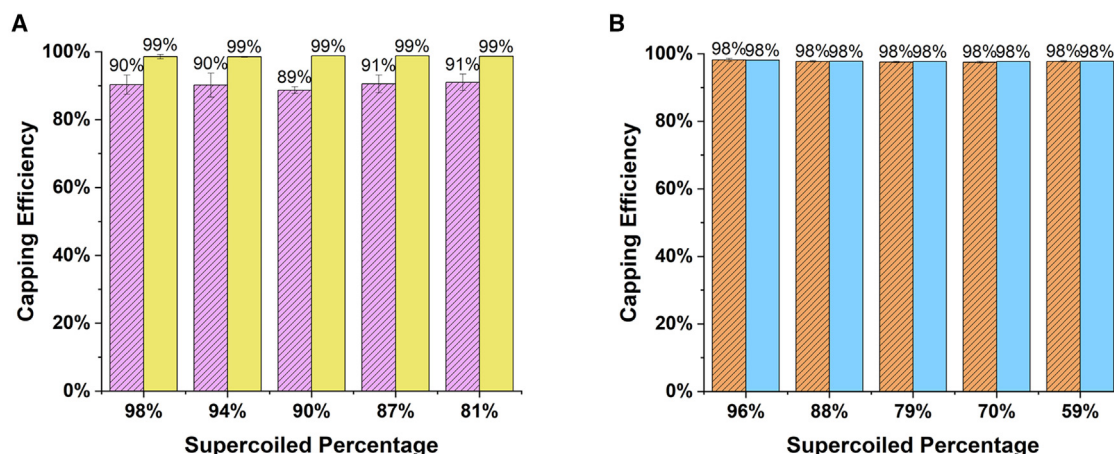 A
Capping Efficiency
100%
80%
60%
40%
20%
0%
90% 99% 90% 99% 89% 99% 91% 99% 91% 99%
98% 94% 90% 87% 81%
Supercoiled Percentage
B
Capping Efficiency
100%
80%
60%
40%
20%
0%
98% 98% 98% 98% 98% 98% 98% 98% 98% 98%
96% 88% 79% 70% 59%
Supercoiled Percentage